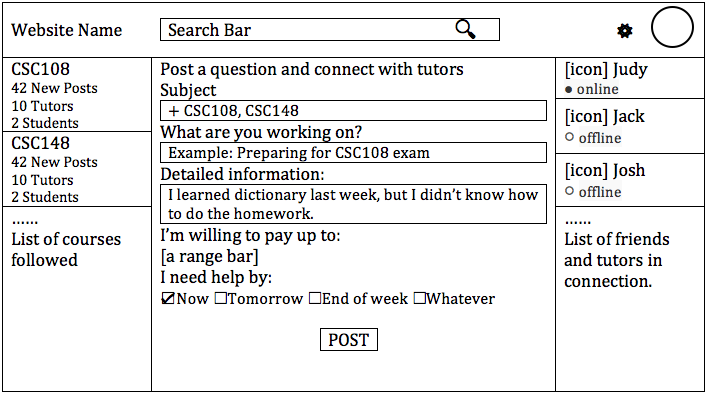 Website Name
Search Bar
CSC108
42 New Posts
10 Tutors
2 Students
CSC148
42 New Posts
10 Tutors
2 Students
......
List of courses
followed
Post a question and connect with tutors
Subject
+ CSC108, CSC148
What are you working on?
Example: Preparing for CSC108 exam
Detailed information:
I learned dictionary last week, but I didn't know how
to do the homework.
I'm willing to pay up to:
[a range bar]
I need help by:
Now Tomorrow End of week Whatever
POST
[icon] Judy
online
[icon] Jack
offline
[icon] Josh
offline
......
List of friends
and tutors in
connection.